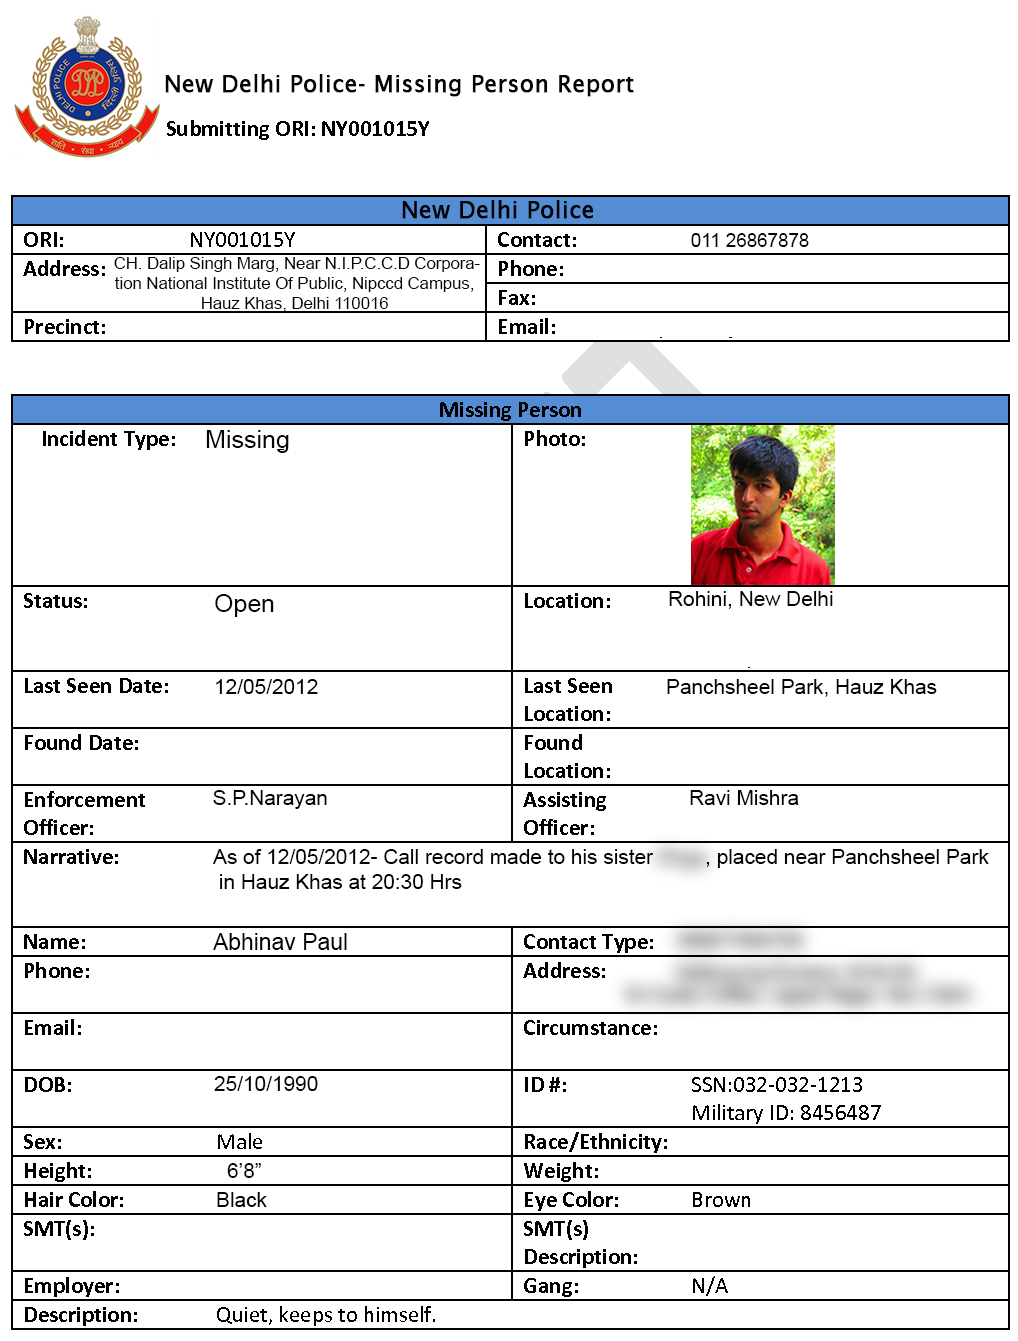 DELHI POLICE
दिल्ली पुलिस
DP
शांति • सेवा • न्याय
New Delhi Police- Missing Person Report
Submitting ORI: NY001015Y
New Delhi Police
ORI: NY001015Y Contact: 011 26867878
Address: CH. Dalip Singh Marg, Near N.I.P.C.C.D Corpora-
tion National Institute Of Public, Nipccd Campus,
Hauz Khas, Delhi 110016
Phone:
Fax:
Precinct: Email:
Missing Person
Incident Type: Missing Photo:
Status: Open Location: Rohini, New Delhi
Last Seen Date: 12/05/2012 Last Seen Panchsheel Park, Hauz Khas
Location:
Found Date: Found
Location:
Enforcement S.P.Narayan Assisting Ravi Mishra
Officer: Officer:
Narrative: As of 12/05/2012- Call record made to his sister , placed near Panchsheel Park
in Hauz Khas at 20:30 Hrs
Name: Abhinav Paul Contact Type:
Phone: Address:
Email: Circumstance:
DOB: 25/10/1990 ID #: SSN:032-032-1213
Military ID: 8456487
Sex: Male Race/Ethnicity:
Height: 6’8” Weight:
Hair Color: Black Eye Color: Brown
SMT(s): SMT(s)
Description:
Employer: Gang: N/A
Description: Quiet, keeps to himself.